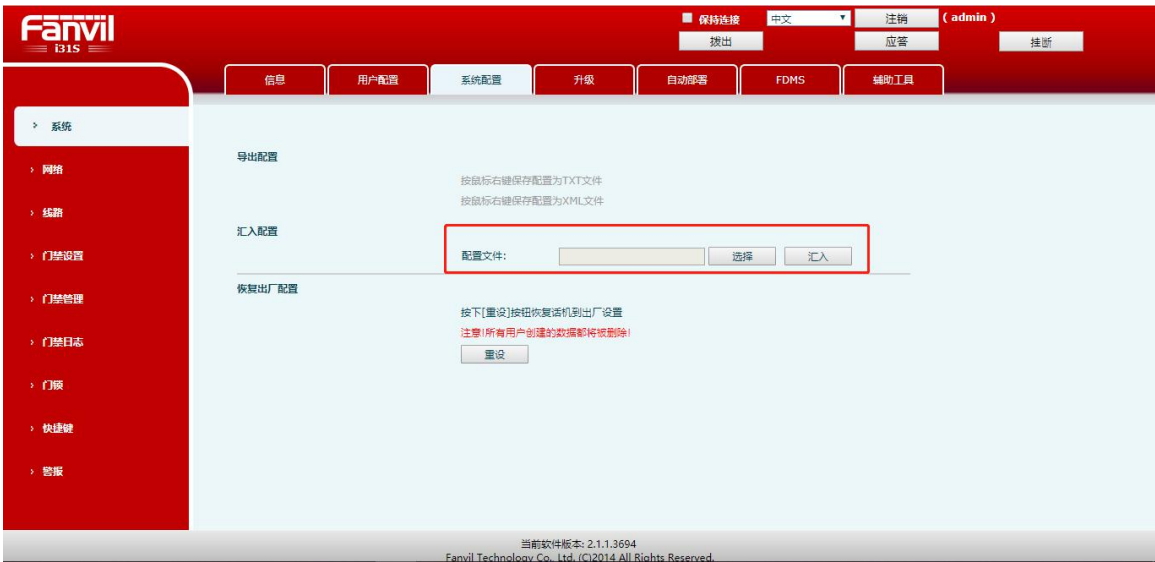 Fanvil
i31S
保持连接 中文 注销 ( admin )
拨出 应答 挂断
信息 用户配置 系统配置 升级 自动部署 FDMS 辅助工具
› 系统
› 网络
› 线路
› 门禁设置
› 门禁管理
› 门禁日志
› 门锁
› 快捷键
› 警报
导出配置
按鼠标右键保存配置为TXT文件
按鼠标右键保存配置为XML文件
汇入配置
配置文件: 选择 汇入
恢复出厂配置
按下[重设]按钮恢复话机到出厂设置
注意!所有用户创建的数据都将被删除!
重设
当前软件版本: 2.1.1.3694
Fanvil Technology Co., Ltd. (C)2014 All Rights Reserved.